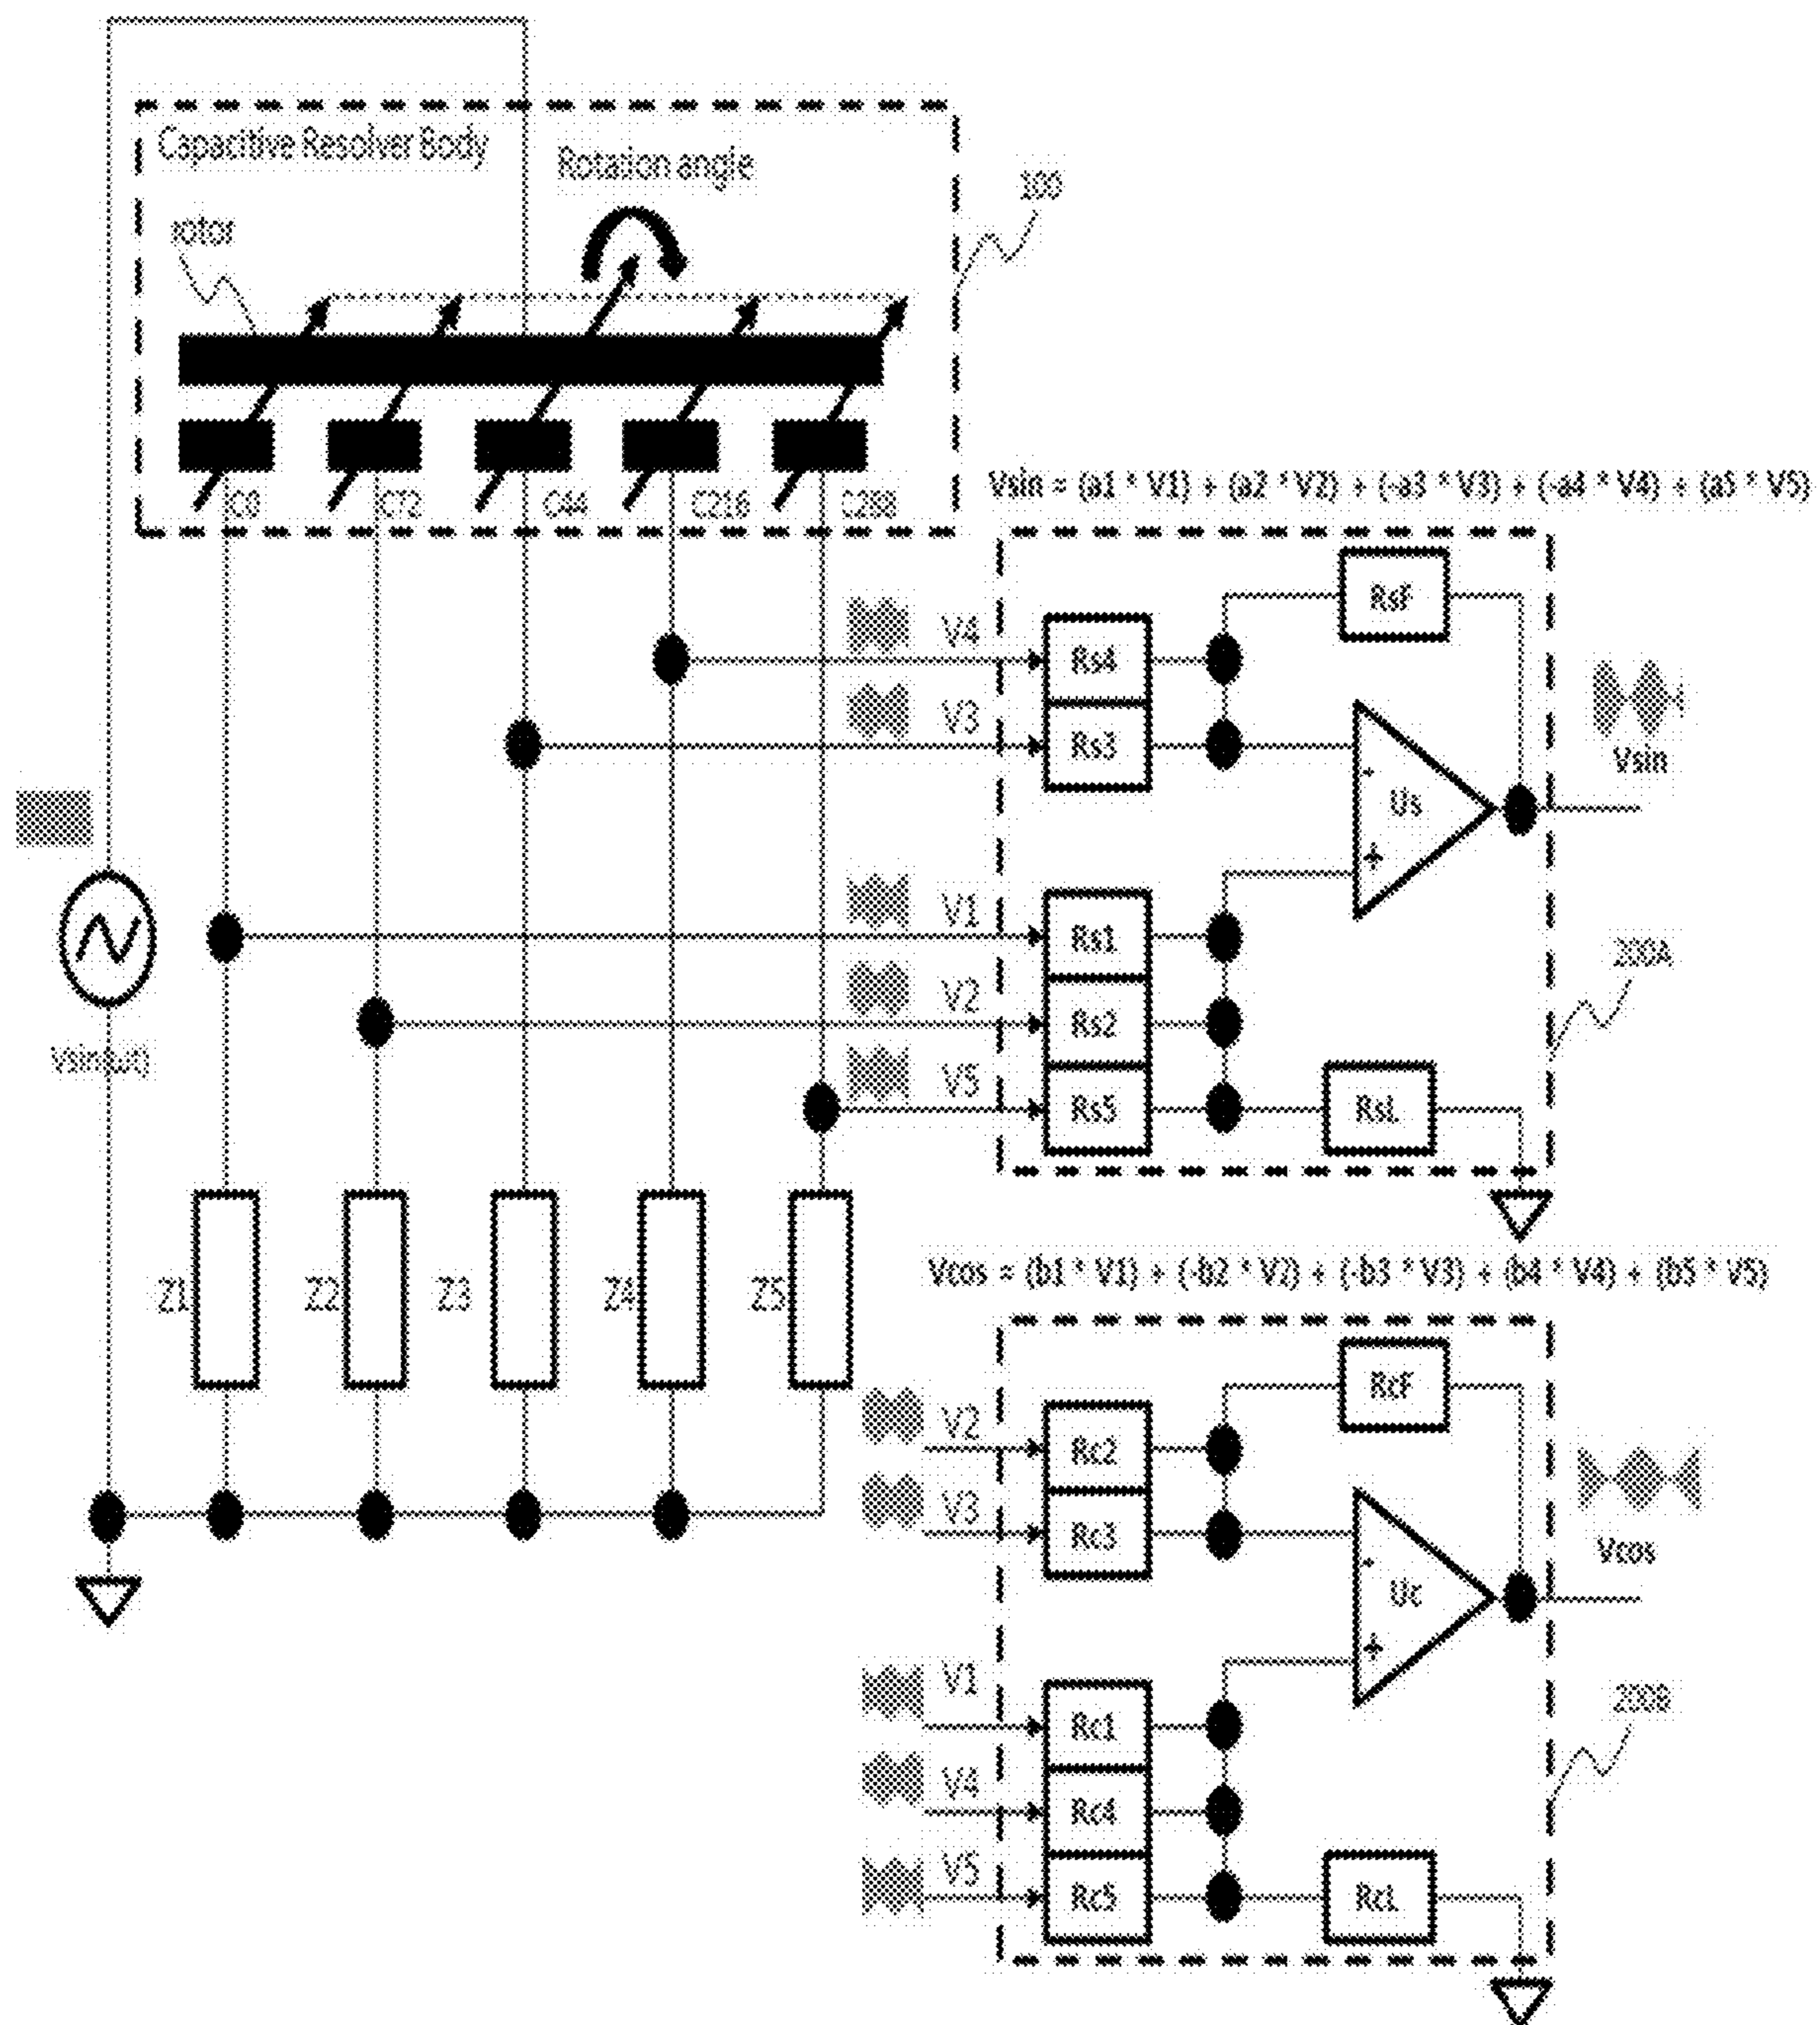 Capacitive Resolver Body
Rotation angle
rotor
100
C0
C72
C144
C216
C288
Vsin = (a1 * V1) + (a2 * V2) + (-a3 * V3) + (-a4 * V4) + (a5 * V5)
RsF
V4
Rs4
V3
Rs3
Us
-
+
Vsin
V1
Rs1
V2
Rs2
V5
Rs5
RsL
200A
Vsin(ωt)
Z1
Z2
Z3
Z4
Z5
Vcos = (b1 * V1) + (-b2 * V2) + (-b3 * V3) + (b4 * V4) + (b5 * V5)
RcF
V2
Rc2
V3
Rc3
Uc
-
+
Vcos
V1
Rc1
V4
Rc4
V5
Rc5
RcL
200B